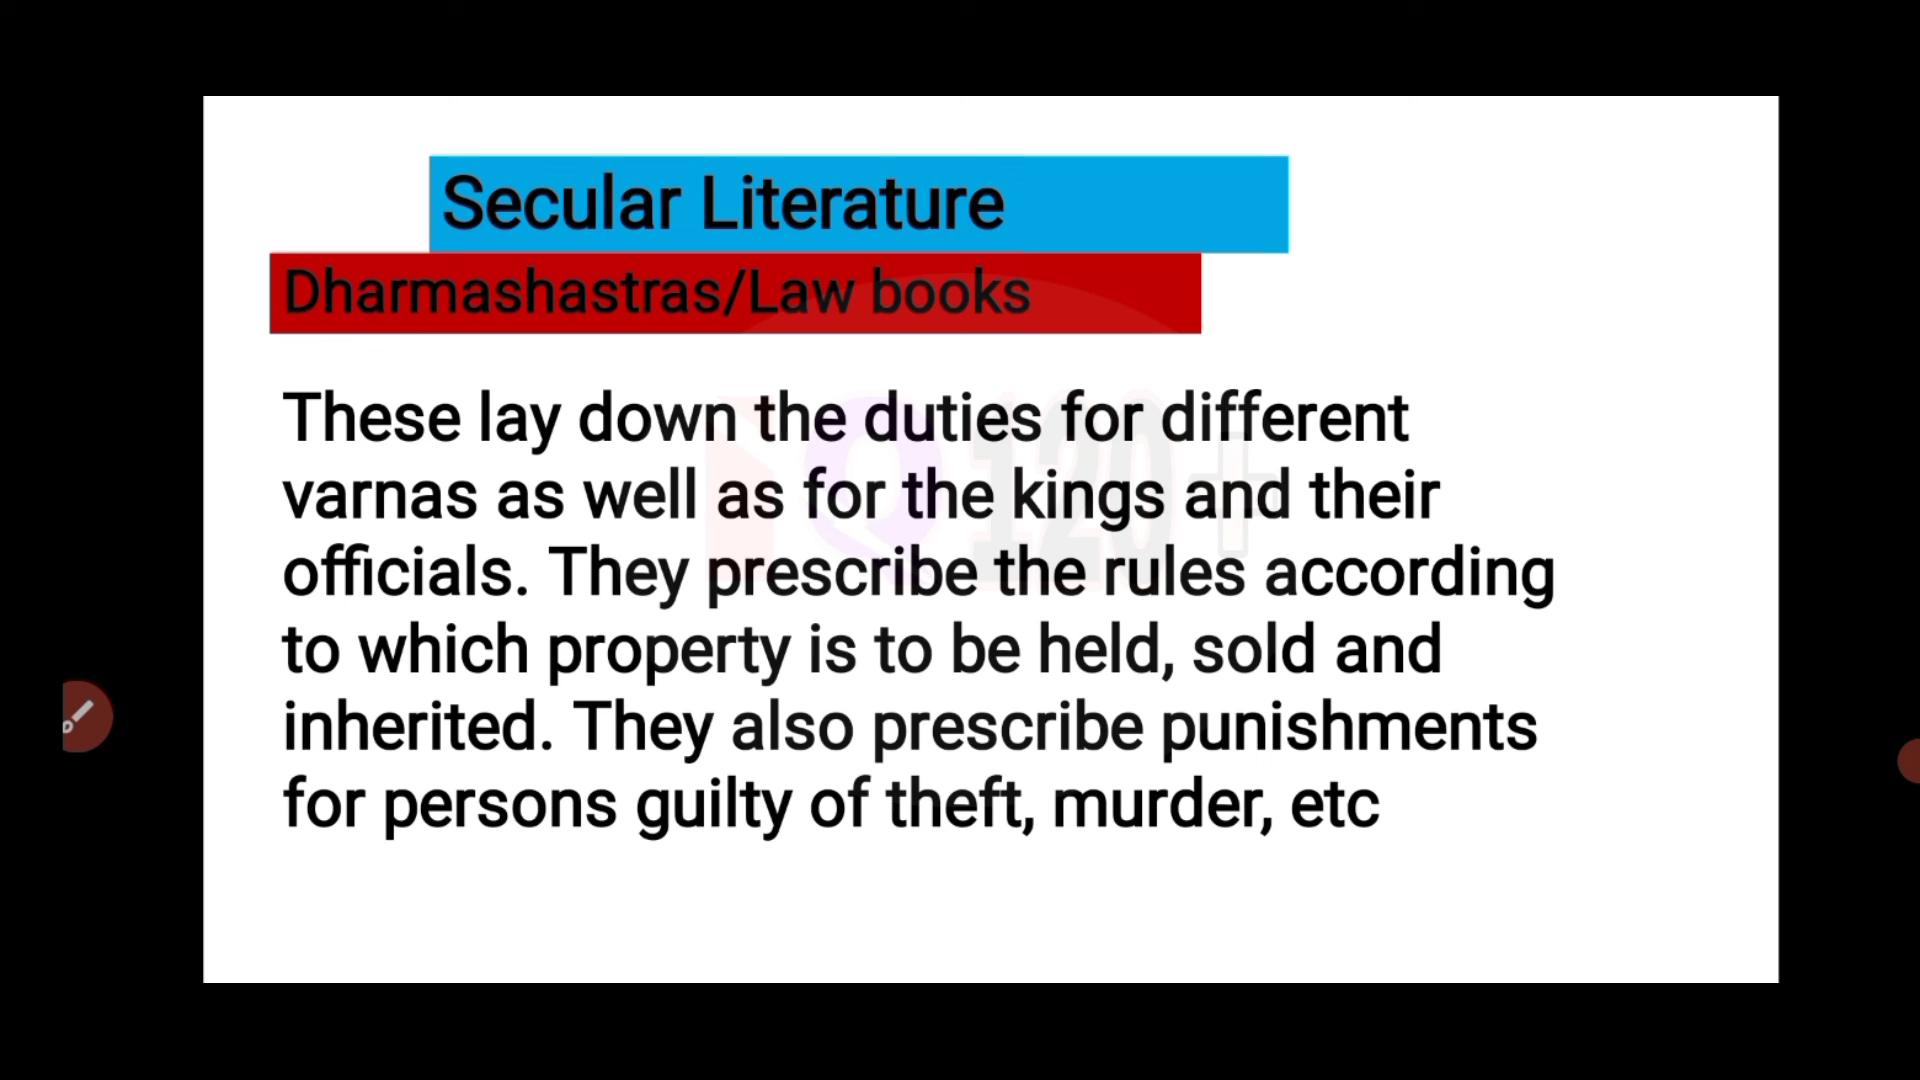 Secular Literature
Dharmashastras/Law books
These lay down the duties for different
varnas as well as for the kings and their
officials. They prescribe the rules according
to which property is to be held, sold and
inherited. They also prescribe punishments
for persons guilty of theft, murder, etc
IQ 120+